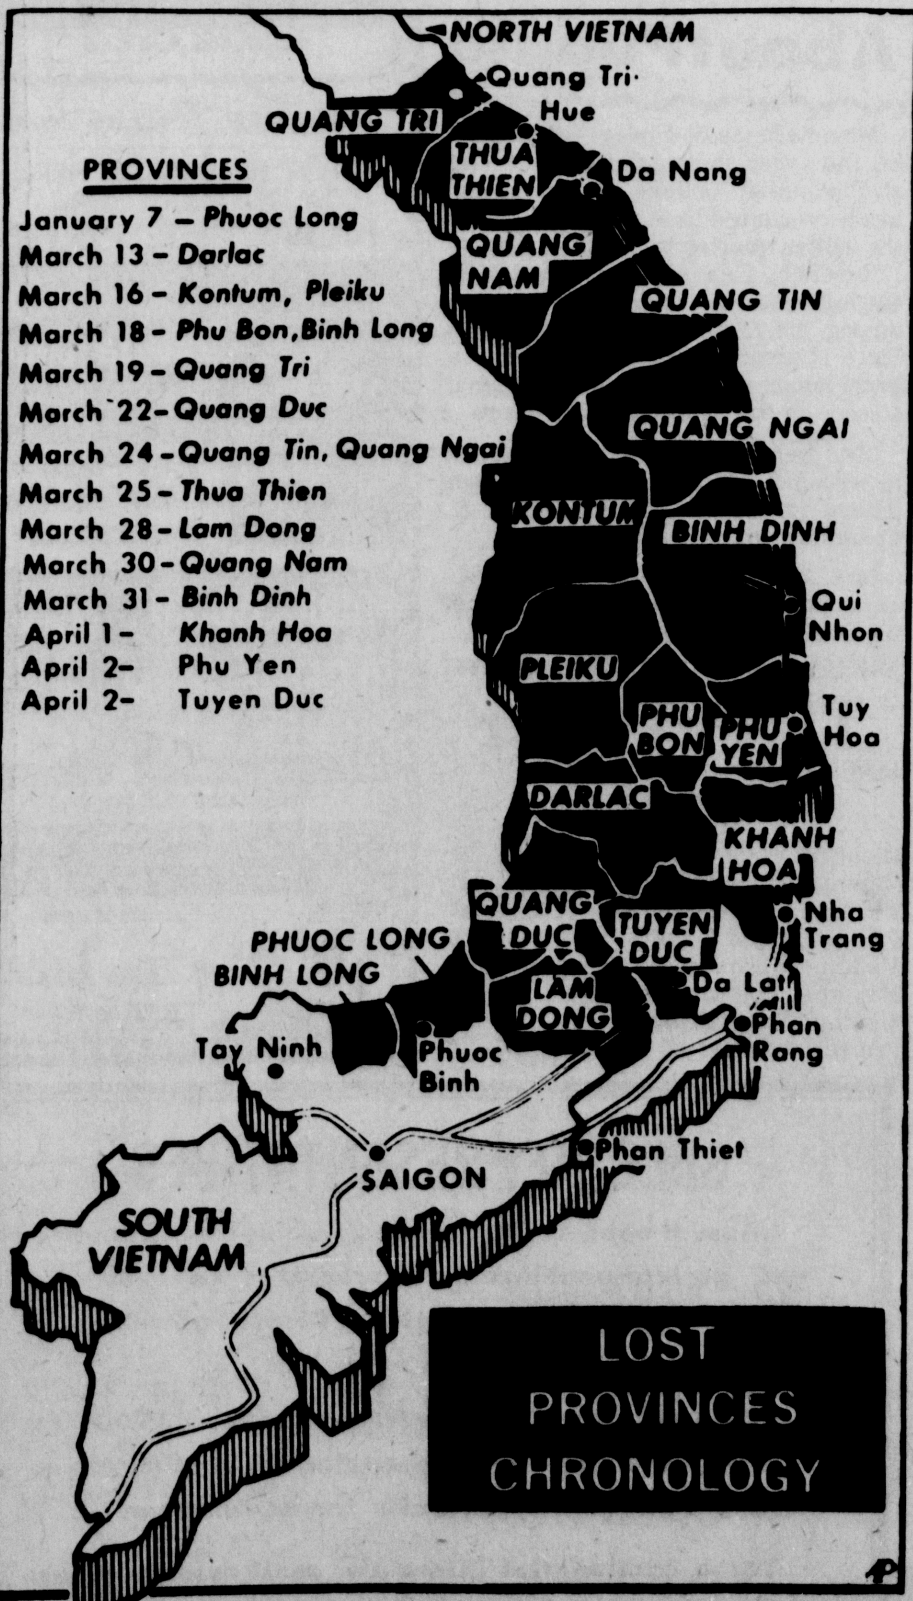 NORTH VIETNAM
Quang Tri
Hue
QUANG TRI
THUA
THIEN
Da Nang
PROVINCES
January 7 – Phuoc Long
March 13 – Darlac
March 16 – Kontum, Pleiku
March 18 – Phu Bon, Binh Long
March 19 – Quang Tri
March 22 – Quang Duc
March 24 – Quang Tin, Quang Ngai
March 25 – Thua Thien
March 28 – Lam Dong
March 30 – Quang Nam
March 31 – Binh Dinh
April 1 – Khanh Hoa
April 2 – Phu Yen
April 2 – Tuyen Duc
QUANG
NAM
QUANG TIN
QUANG NGAI
KONTUM
BINH DINH
Qui
Nhon
PLEIKU
PHU
BON
PHU
YEN
Tuy
Hoa
DARLAC
KHANH
HOA
QUANG
DUC
TUYEN
DUC
Nha
Trang
PHUOC LONG
BINH LONG
LAM
DONG
Da Lat
Tay Ninh
Phuoc
Binh
Phan
Rang
Phan Thiet
SAIGON
SOUTH
VIETNAM
LOST
PROVINCES
CHRONOLOGY
AP